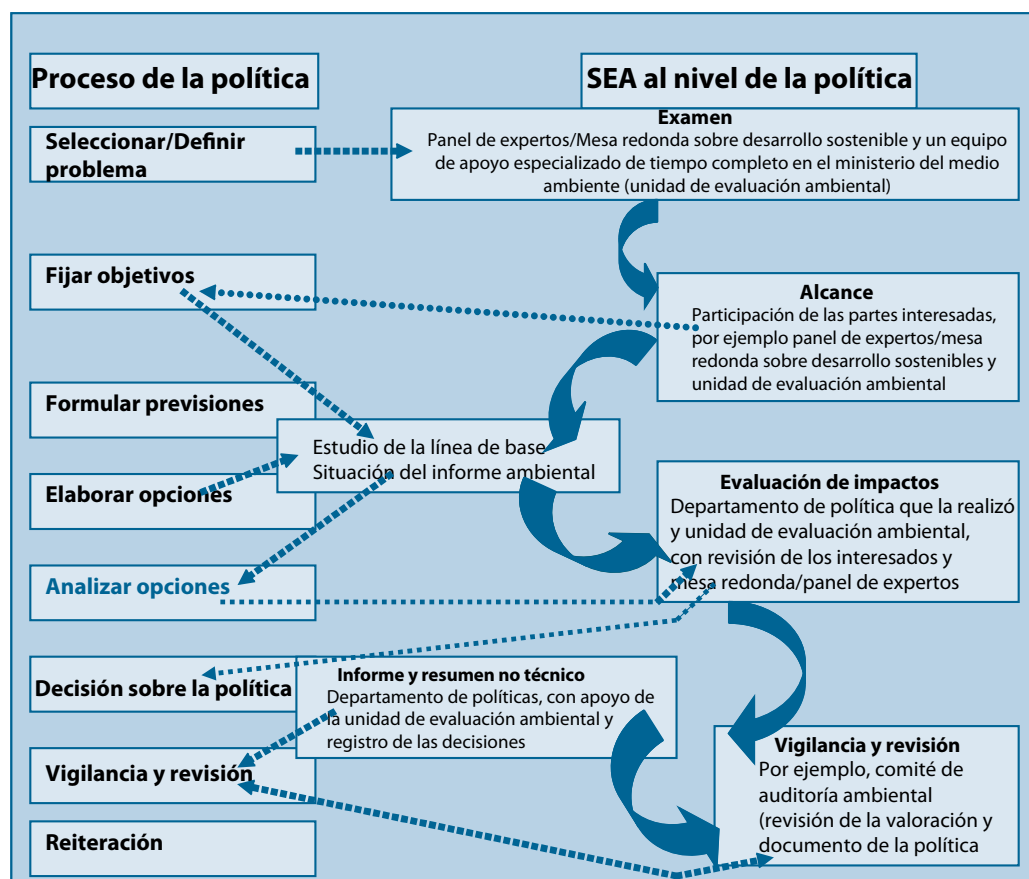 Proceso de la política
SEA al nivel de la política
Seleccionar/Definir
problema
Examen
Panel de expertos/Mesa redonda sobre desarrollo sostenible y un equipo
de apoyo especializado de tiempo completo en el ministerio del medio
ambiente (unidad de evaluación ambiental)
Fijar objetivos
Alcance
Participación de las partes interesadas,
por ejemplo panel de expertos/mesa
redonda sobre desarrollo sostenibles y
unidad de evaluación ambiental
Formular previsiones
Estudio de la línea de base
Situación del informe ambiental
Elaborar opciones
Evaluación de impactos
Departamento de política que la realizó
y unidad de evaluación ambiental,
con revisión de los interesados y
mesa redonda/panel de expertos
Analizar opciones
Decisión sobre la política
Informe y resumen no técnico
Departamento de políticas, con apoyo de
la unidad de evaluación ambiental y
registro de las decisiones
Vigilancia y revisión
Vigilancia y revisión
Por ejemplo, comité de
auditoría ambiental
(revisión de la valoración y
documento de la política
Reiteración